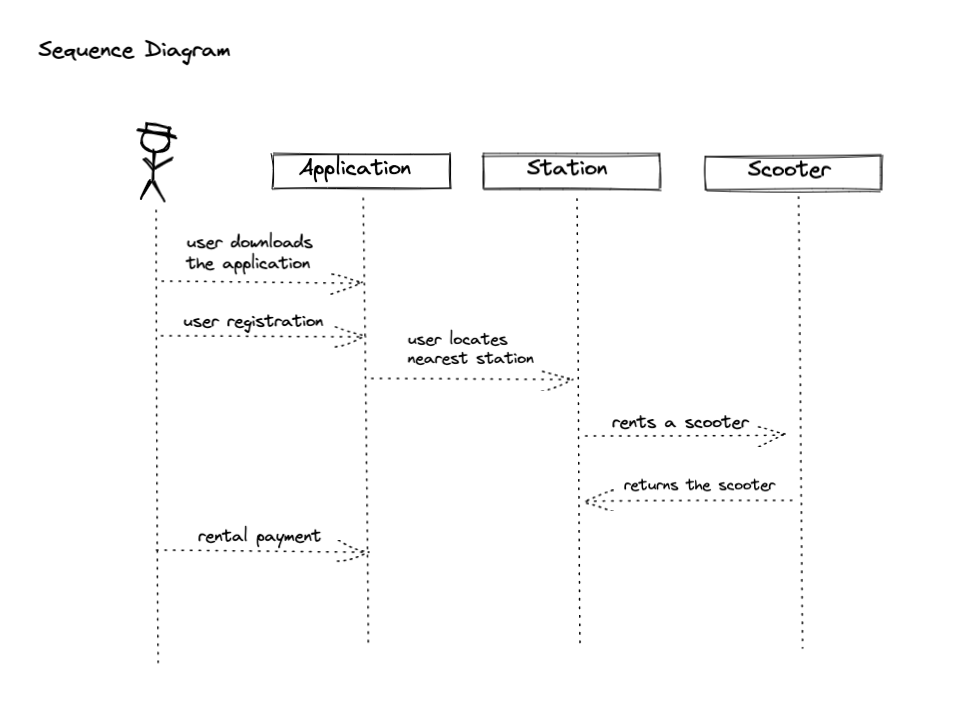 Sequence Diagram
Application
Station
Scooter
user downloads
the application
user registration
user locates
nearest station
rents a scooter
returns the scooter
rental payment